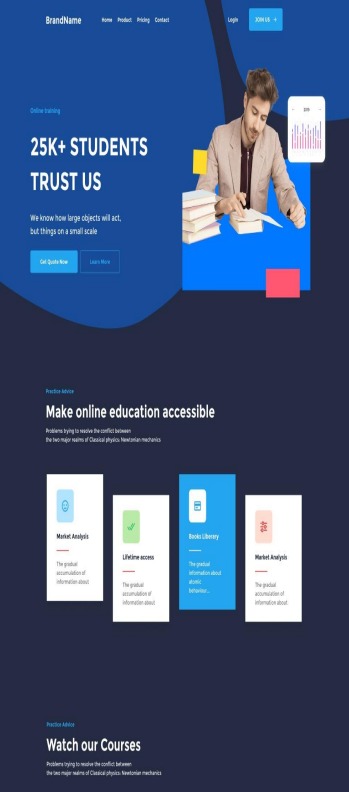 BrandName
Home Product Pricing Contact
Login
JOIN US →
Online training
25K+ STUDENTS
TRUST US
We know how large objects will act,
but things on a small scale
Get Quote Now
Learn More
Practice Advice
Make online education accessible
Problems trying to resolve the conflict between
the two major realms of Classical physics: Newtonian mechanics
Market Analysis
The gradual
accumulation of
information about
Lifetime access
The gradual
accumulation of
information about
Books Liberery
The gradual
information about
atomic
behaviour...
Market Analysis
The gradual
accumulation of
information about
Practice Advice
Watch our Courses
Problems trying to resolve the conflict between
the two major realms of Classical physics: Newtonian mechanics